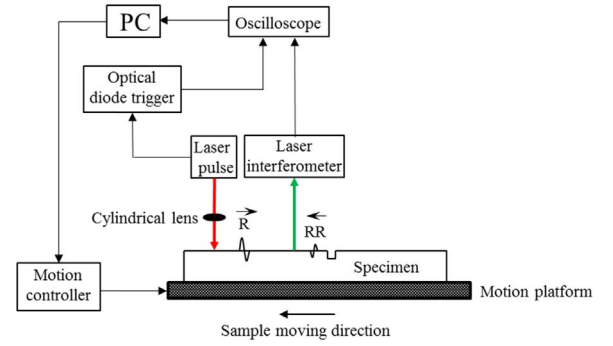 PC
Oscilloscope
Optical
diode trigger
Laser
pulse
Laser
interferometer
Cylindrical lens
R
RR
Specimen
Motion
controller
Motion platform
Sample moving direction